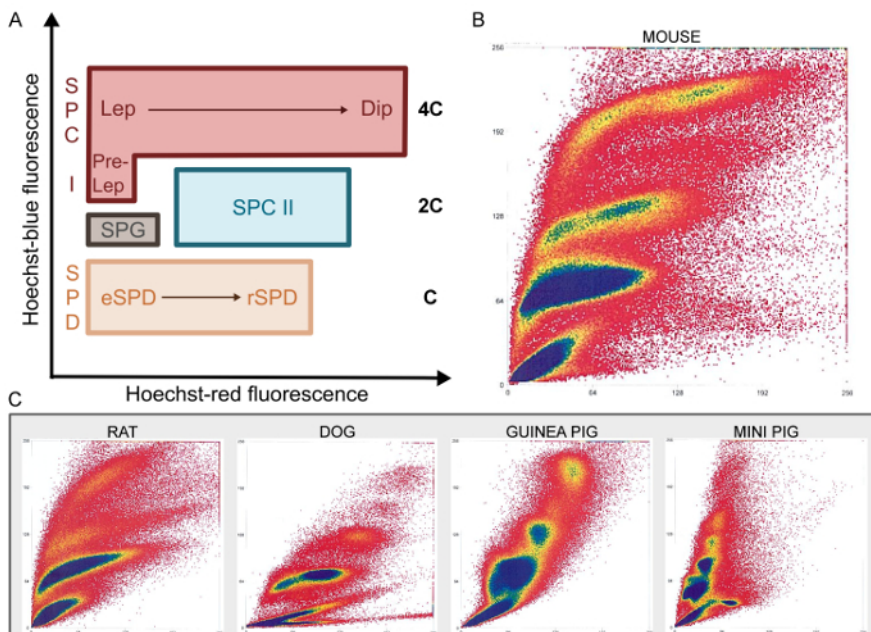 A
Hoechst-blue fluorescence
S
P
C
I
Lep
Dip
4C
Pre-
Lep
SPC II
2C
SPG
S
P
D
eSPD
rSPD
C
Hoechst-red fluorescence
B
MOUSE
256
192
128
64
0
0
64
128
192
256
C
RAT
DOG
GUINEA PIG
MINI PIG